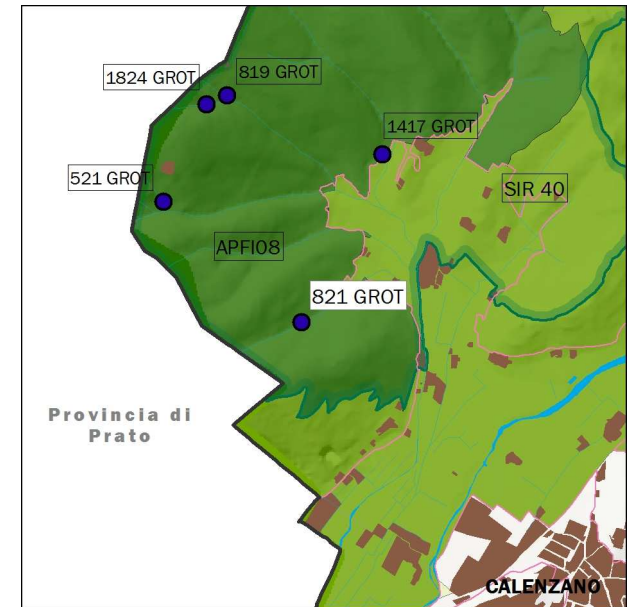 819 GROT
1824 GROT
1417 GROT
521 GROT
SIR 40
APFI08
821 GROT
Provincia di
Prato
CALENZANO